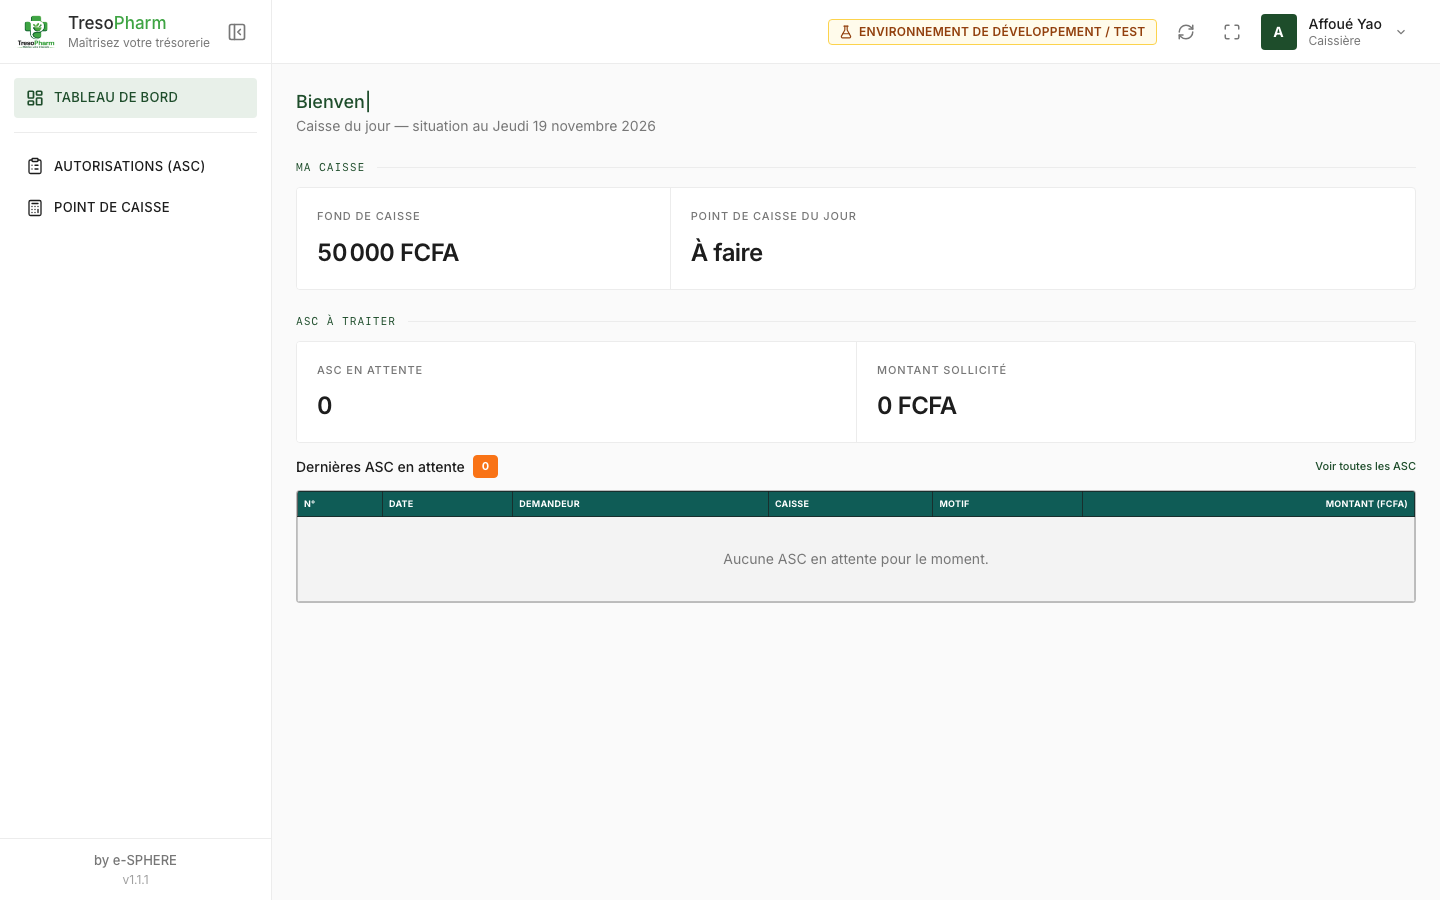 TresoPharm
Maîtrisez votre trésorerie
TresoPharm
ENVIRONNEMENT DE DÉVELOPPEMENT / TEST
A
Affoué Yao
Caissière
TABLEAU DE BORD
AUTORISATIONS (ASC)
POINT DE CAISSE
by e-SPHERE
v1.1.1
Bienven
Caisse du jour — situation au Jeudi 19 novembre 2026
MA CAISSE
FOND DE CAISSE
50 000 FCFA
POINT DE CAISSE DU JOUR
À faire
ASC À TRAITER
ASC EN ATTENTE
0
MONTANT SOLLICITÉ
0 FCFA
Dernières ASC en attente 0
Voir toutes les ASC
N° DATE DEMANDEUR CAISSE MOTIF MONTANT (FCFA)
Aucune ASC en attente pour le moment.